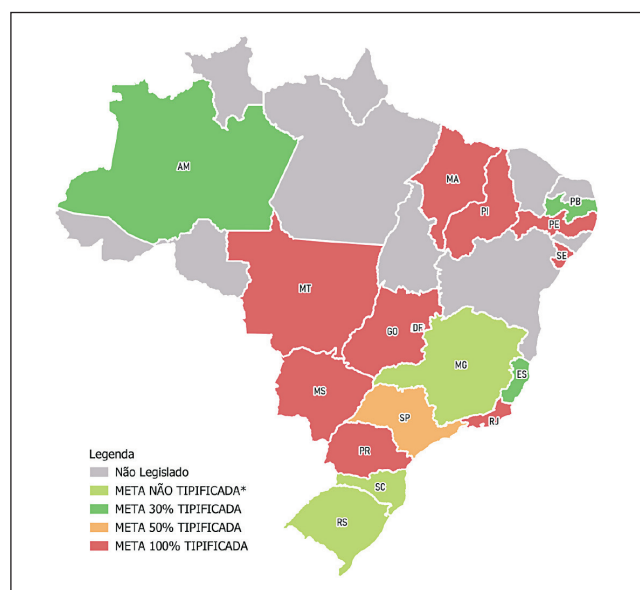 AM
MA
PB
PI
PE
SE
MT
GO
DF
MG
ES
MS
SP
RJ
PR
SC
RS
Legenda
Não Legislado
META NÃO TIPIFICADA*
META 30% TIPIFICADA
META 50% TIPIFICADA
META 100% TIPIFICADA